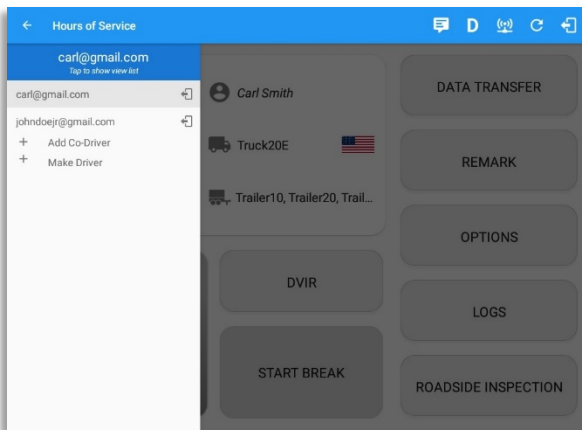 Hours of Service
D
carl@gmail.com
Tap to show view list
carl@gmail.com
johndoejr@gmail.com
+ Add Co-Driver
+ Make Driver
Carl Smith
Truck20E
Trailer10, Trailer20, Trail...
DVIR
START BREAK
DATA TRANSFER
REMARK
OPTIONS
LOGS
ROADSIDE INSPECTION